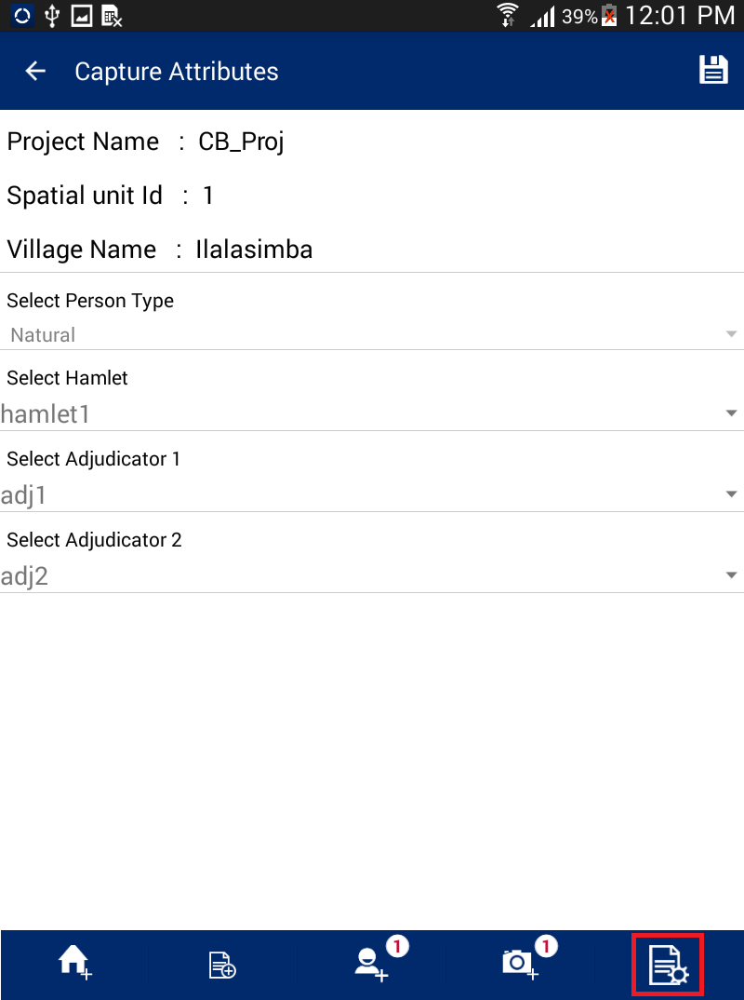 39% 12:01 PM
Capture Attributes
Project Name : CB_Proj
Spatial unit Id : 1
Village Name : Ilalasimba
Select Person Type
Natural
Select Hamlet
hamlet1
Select Adjudicator 1
adj1
Select Adjudicator 2
adj2
1 1